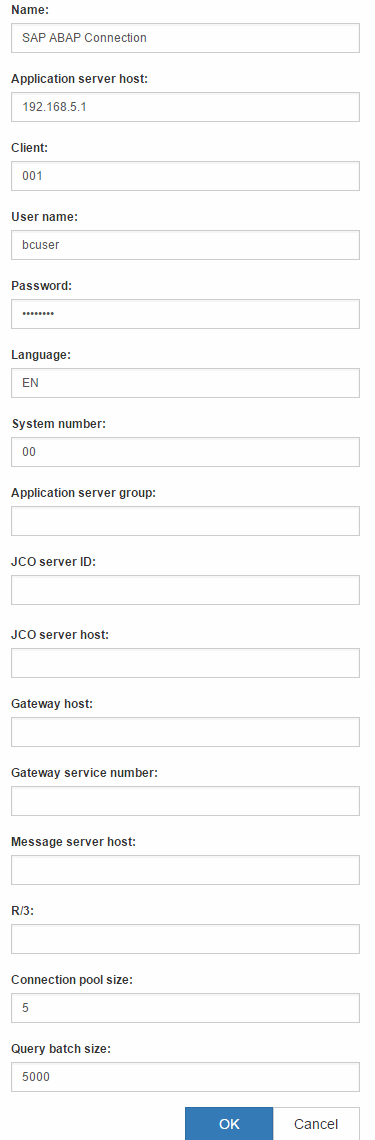 Name:
SAP ABAP Connection
Application server host:
192.168.5.1
Client:
001
User name:
bcuser
Password:
••••••••
Language:
EN
System number:
00
Application server group:
JCO server ID:
JCO server host:
Gateway host:
Gateway service number:
Message server host:
R/3:
Connection pool size:
5
Query batch size:
5000
OK Cancel